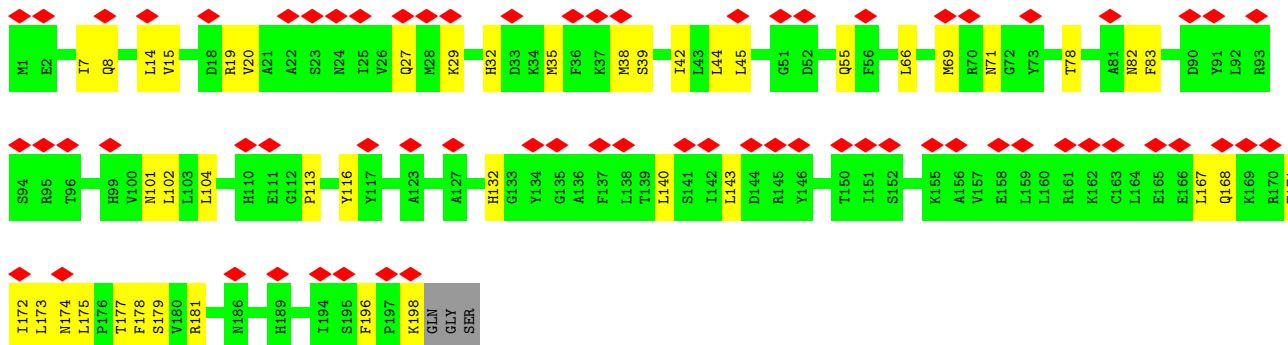 M1 E2 I7 Q8 L14 V15 D18 R19 V20 A21 A22 S23 N24 I25 V26 Q27 M28 K29 H32 D33 K34 M35 F36 K37 M38 S39 I42 L43 L44 L45 G51 D52 Q55 F56 L66 M69 R70 N71 G72 Y73 T78 A81 N82 F83 D90 Y91 L92 R93
S94 R95 T96 H99 V100 N101 L102 L103 L104 H110 E111 G112 P113 Y116 Y117 A123 A127 H132 G133 Y134 G135 A136 F137 L138 T139 L140 S141 I142 L143 D144 R145 Y146 T150 I151 S152 K155 A156 V157 E158 L159 L160 R161 K162 C163 L164 E165 E166 L167 Q168 K169 R170
I172 L173 N174 L175 P176 T177 F178 S179 V180 R181 N186 H189 I194 S195 F196 P197 K198 GLN GLY SER